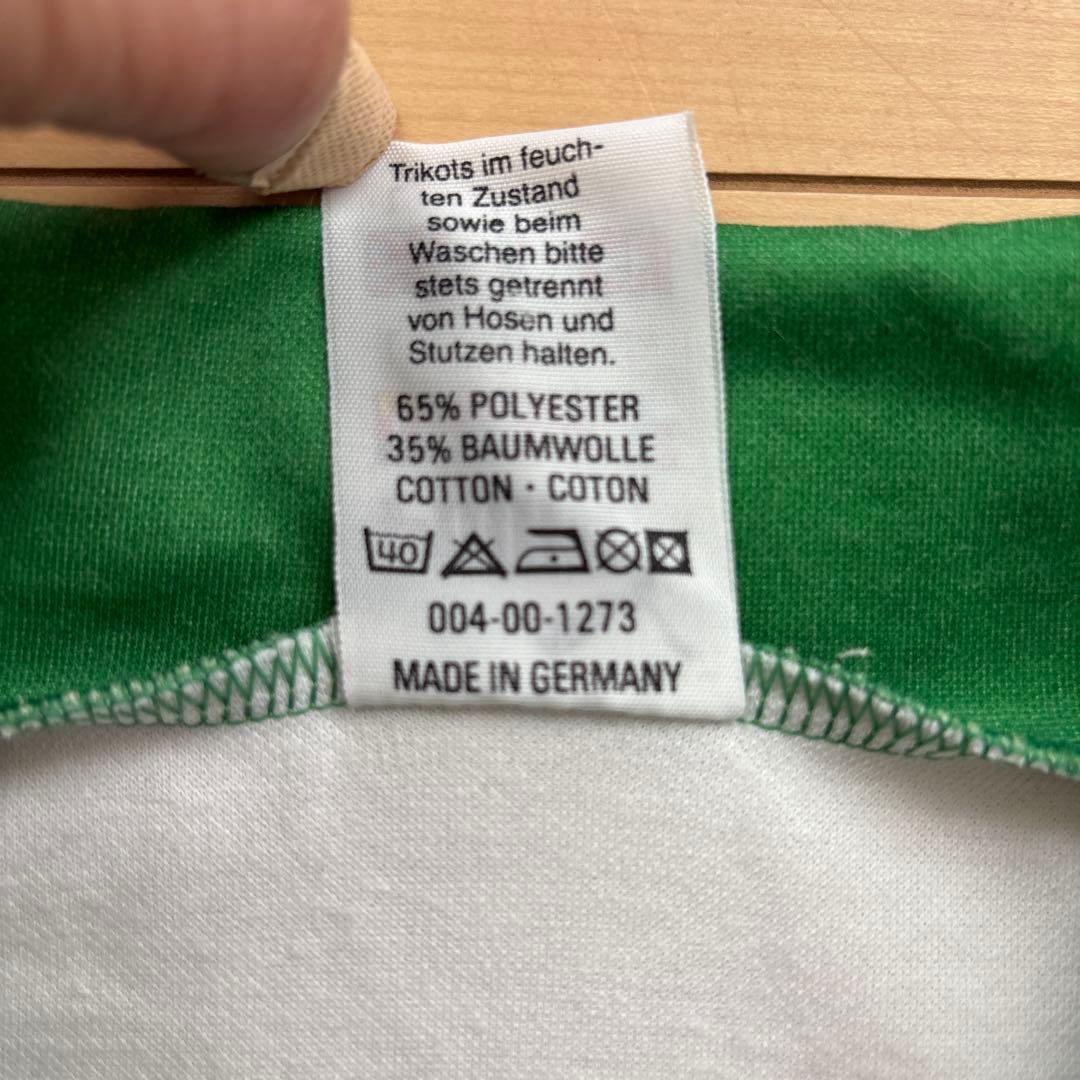 Trikots im feuch-
ten Zustand
sowie beim
Waschen bitte
stets getrennt
von Hosen und
Stutzen halten.
65% POLYESTER
35% BAUMWOLLE
COTTON · COTON
40
004-00-1273
MADE IN GERMANY